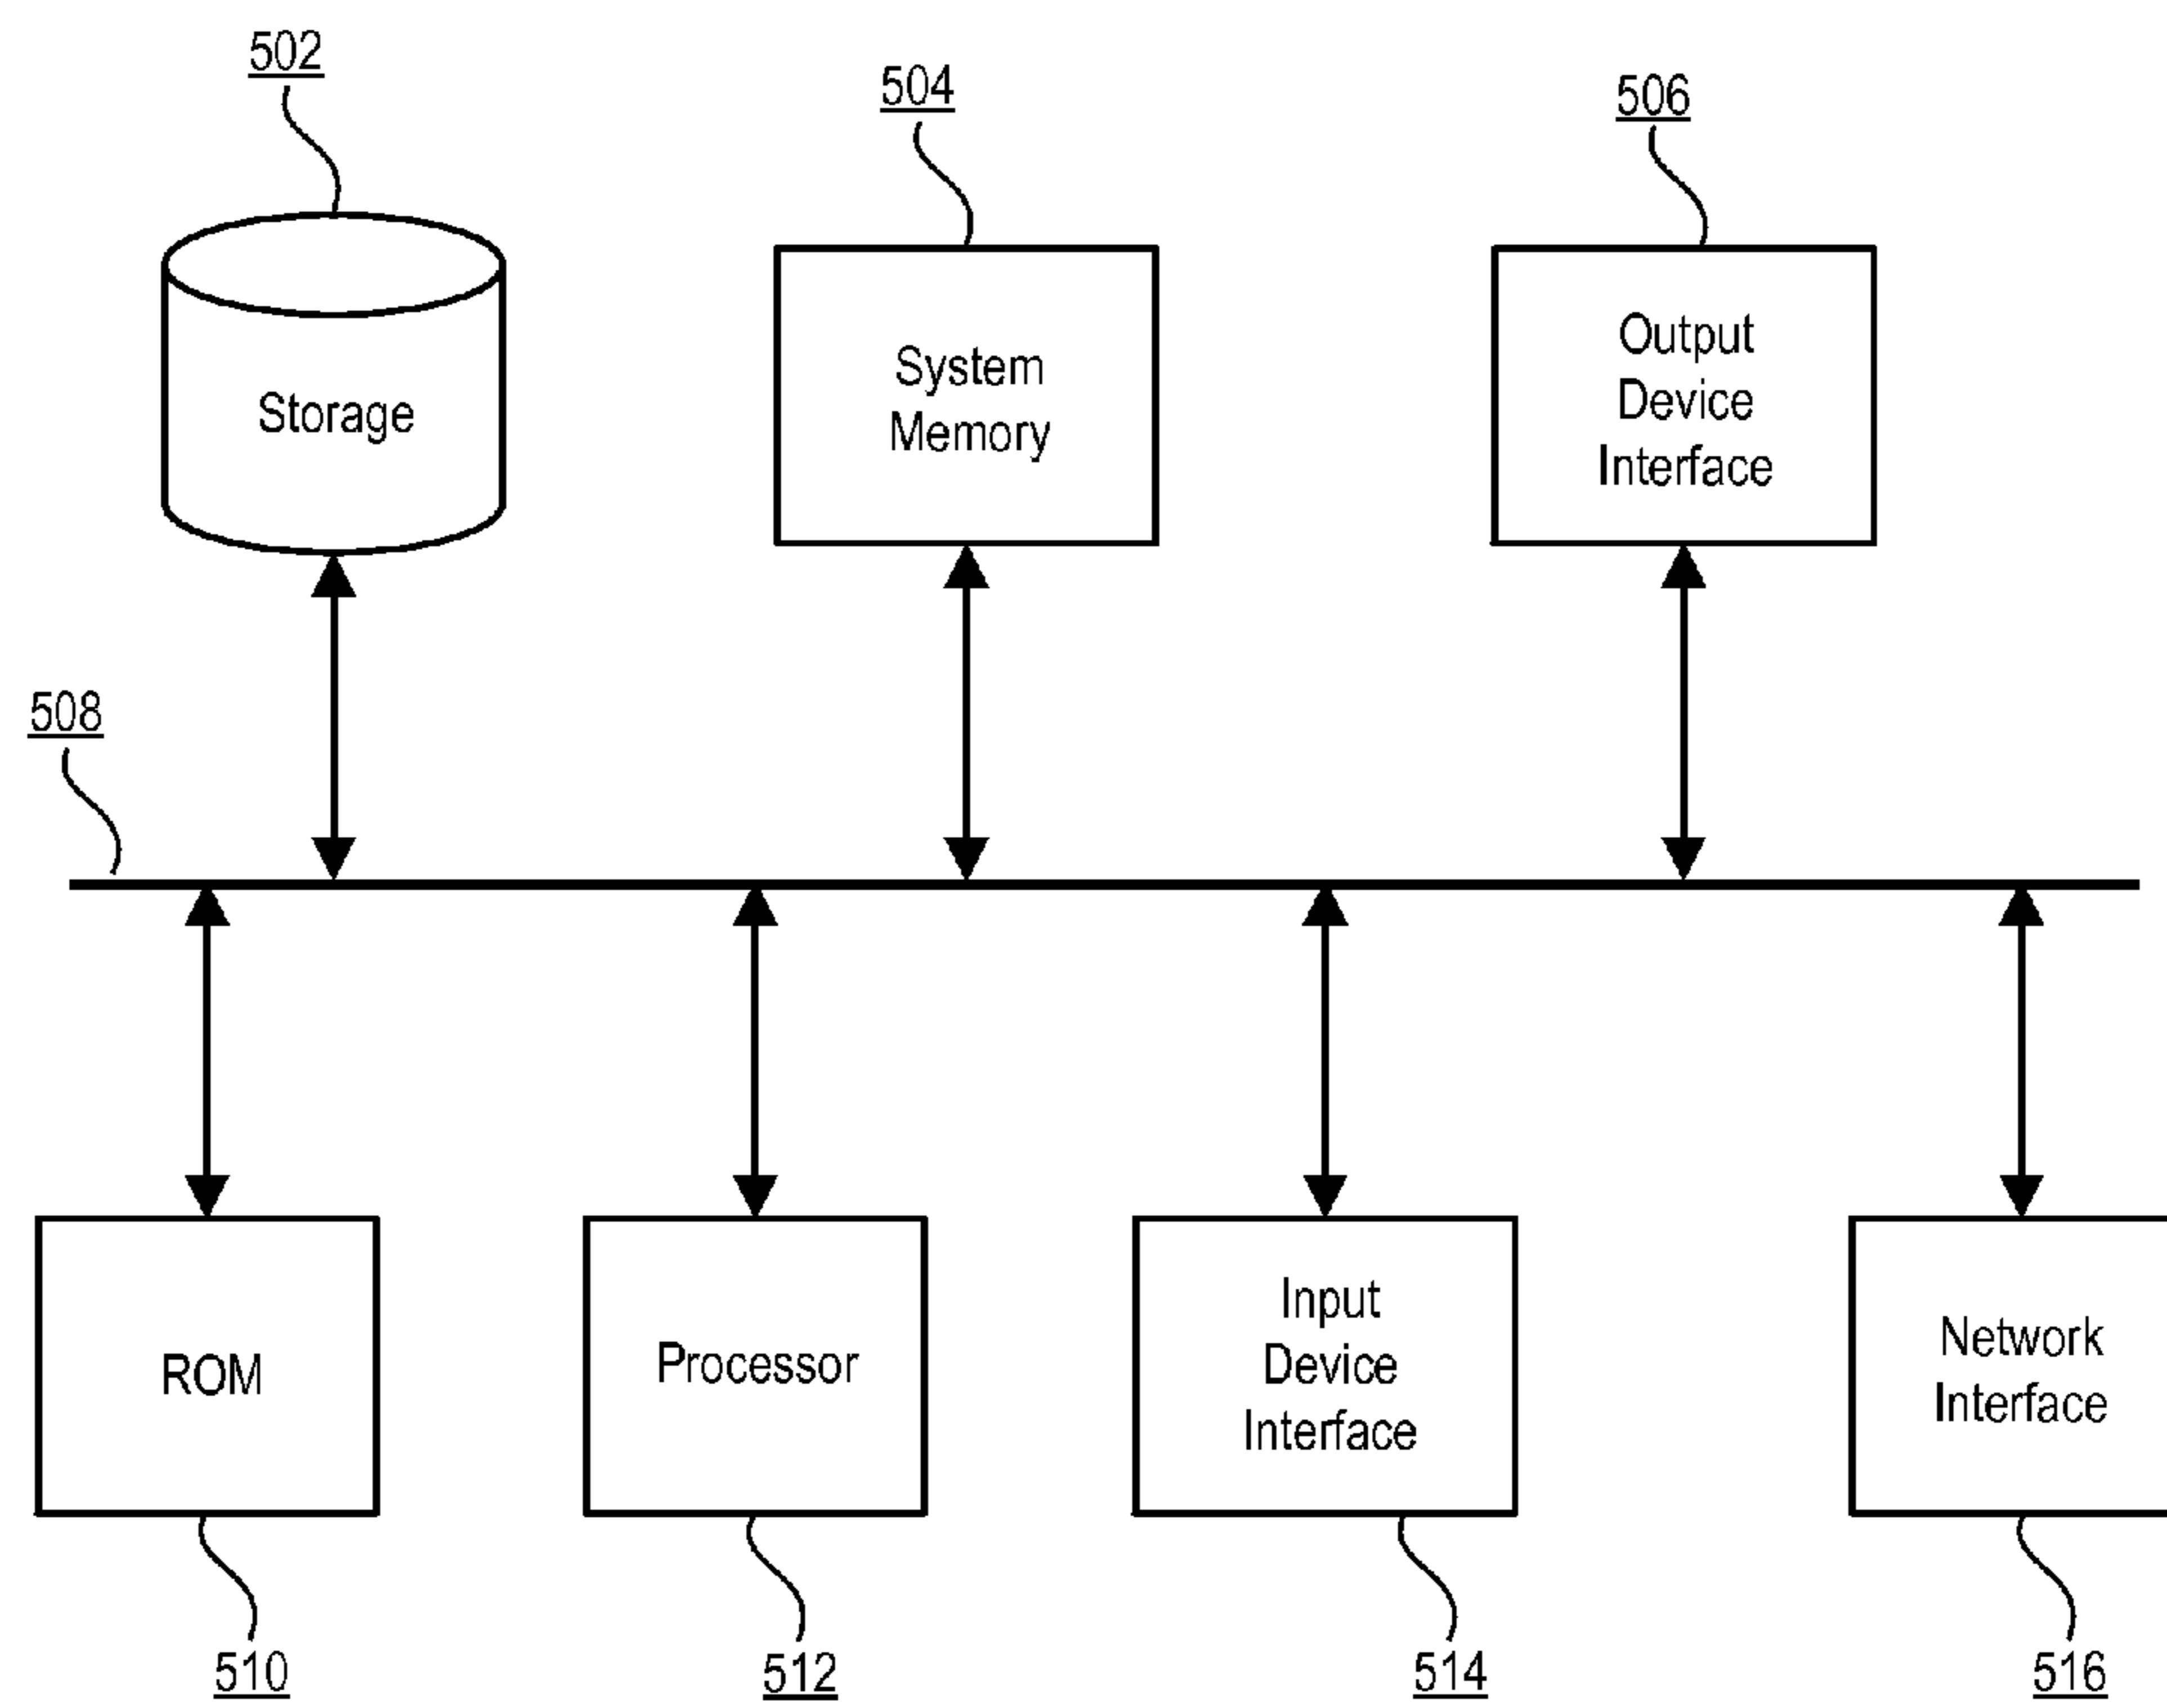 502
504
506
Storage
System
Memory
Output
Device
Interface
508
ROM
Processor
Input
Device
Interface
Network
Interface
510
512
514
516